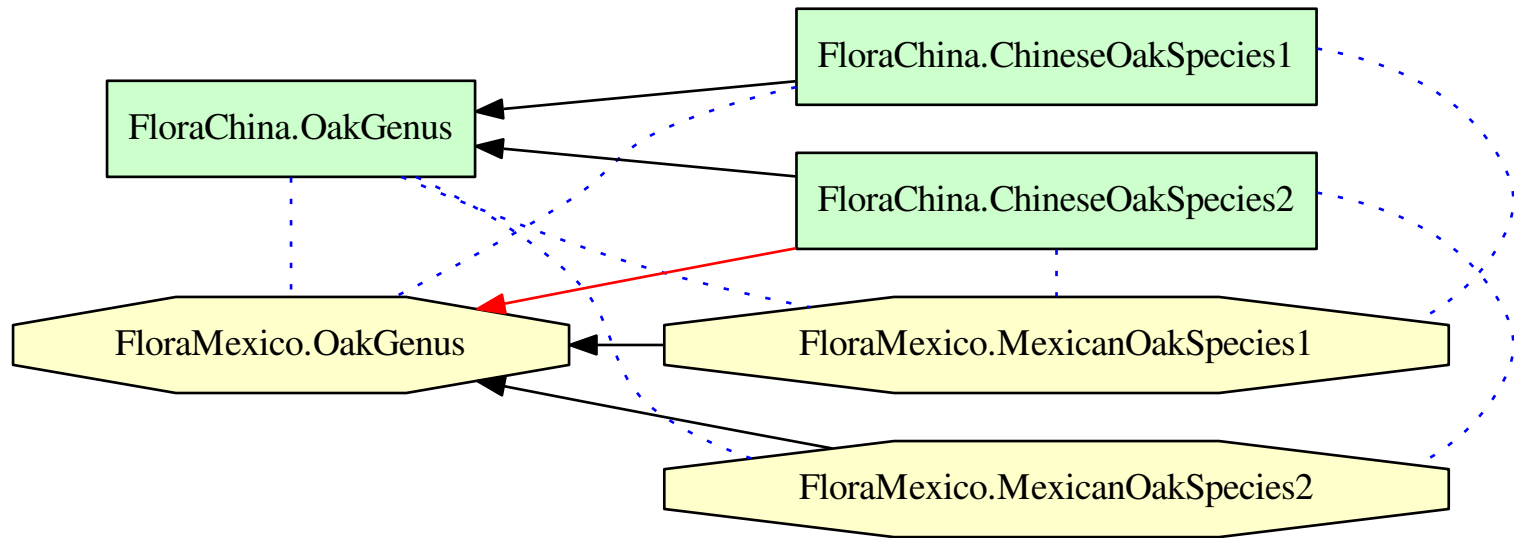 FloraChina.ChineseOakSpecies1
FloraChina.OakGenus
FloraChina.ChineseOakSpecies2
FloraMexico.OakGenus
FloraMexico.MexicanOakSpecies1
FloraMexico.MexicanOakSpecies2